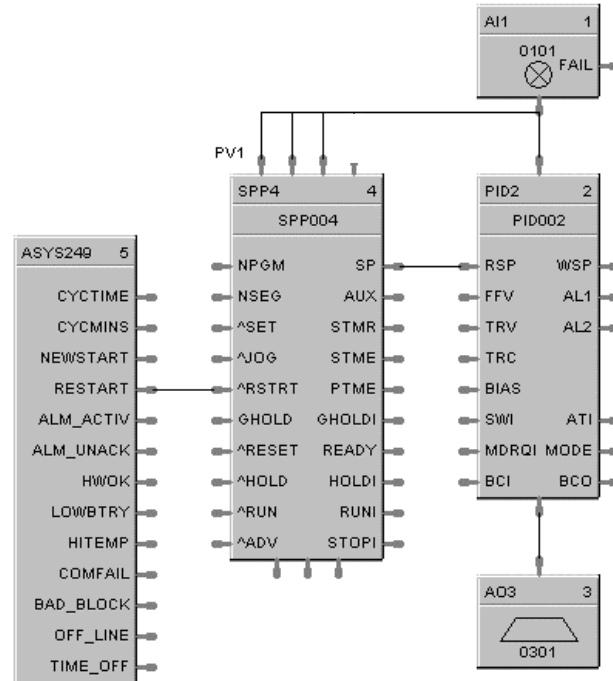 AI1 1
0101
FAIL
PV1
SPP4 4
SPP004
NPGM SP
NSEG AUX
^SET STMR
^JOG STME
^RSTRT PTME
GHOLD GHOLDI
^RESET READY
^HOLD HOLDI
^RUN RUNI
^ADV STOPI
PID2 2
PID002
RSP WSP
FFV AL1
TRV AL2
TRC
BIAS
SWI ATI
MDRQI MODE
BCI BCO
ASYS249 5
CYCTIME
CYCMINS
NEWSTART
RESTART
ALM_ACTIV
ALM_UNACK
HWOK
LOWBTRY
HITEMP
COMFAIL
BAD_BLOCK
OFF_LINE
TIME_OFF
AO3 3
0301